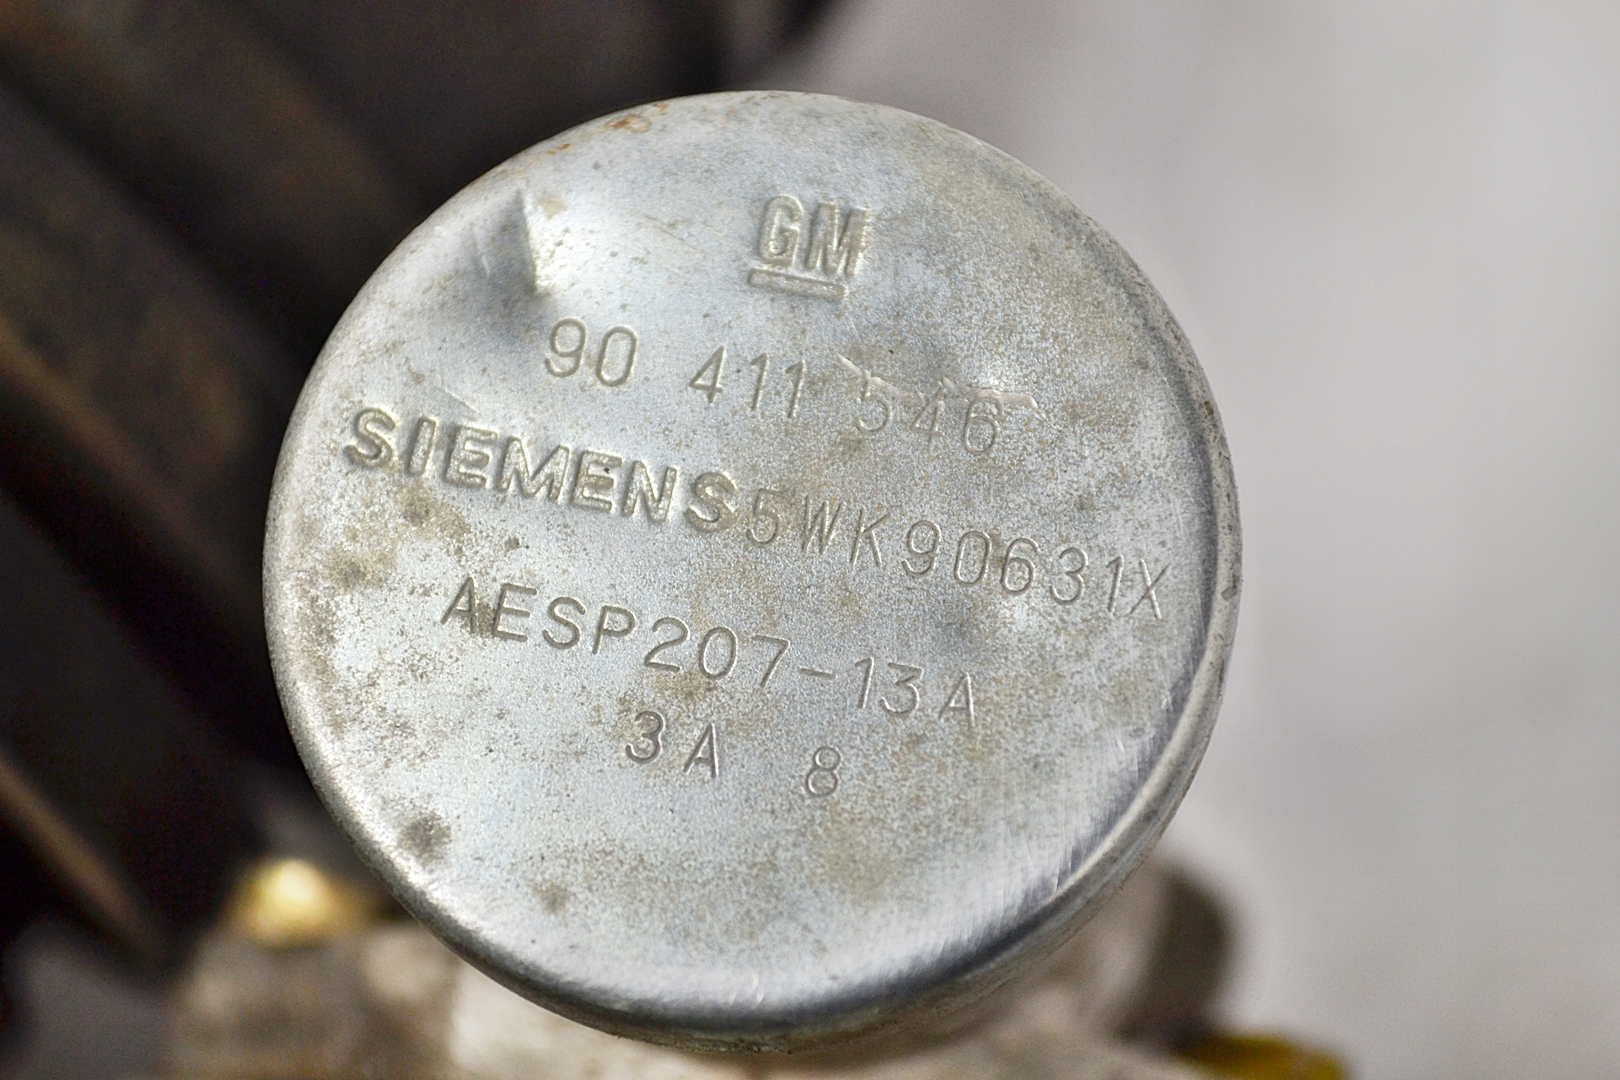 GM
90 411 546
SIEMENS 5WK90631X
AESP207-13A
3A 8